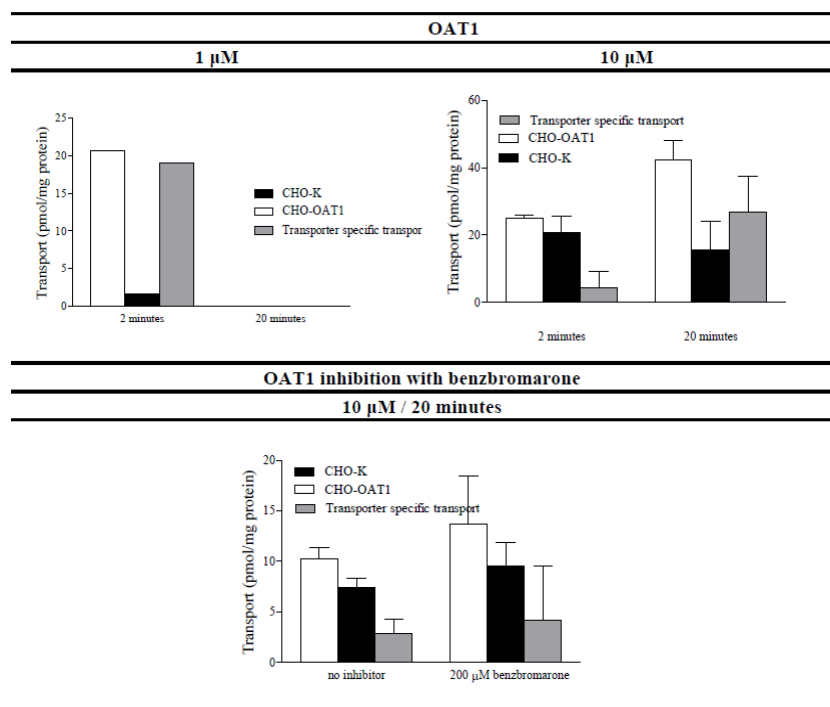 OAT1
1 μM
10 μM
Transport (pmol/mg protein)
25
20
15
10
5
0
CHO-K
CHO-OAT1
Transporter specific transpor
2 minutes
20 minutes
Transport (pmol/mg protein)
60
40
20
0
Transporter specific transport
CHO-OAT1
CHO-K
2 minutes
20 minutes
OAT1 inhibition with benzbromarone
10 μM / 20 minutes
Transport (pmol/mg protein)
20
15
10
5
0
CHO-K
CHO-OAT1
Transporter specific transport
no inhibitor
200 μM benzbromarone